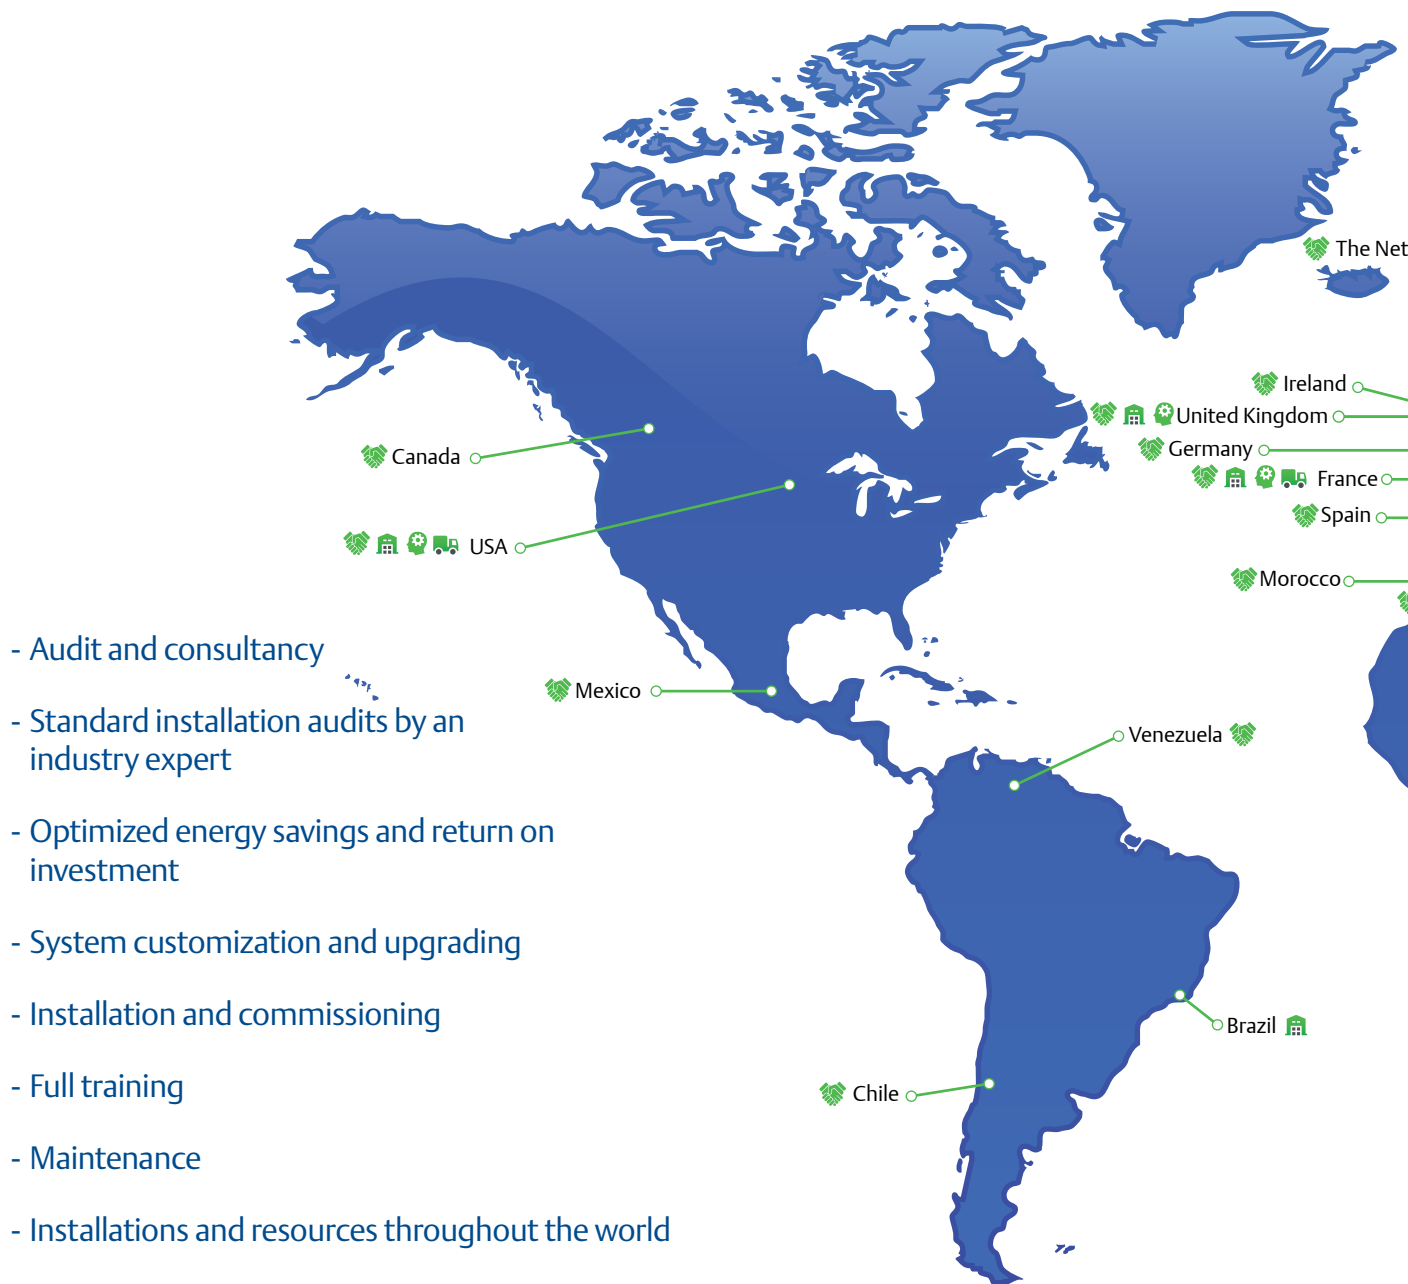 The Net
Ireland
United Kingdom
Germany
Canada
France
Spain
USA
Morocco
- Audit and consultancy
Mexico
- Standard installation audits by an
industry expert
Venezuela
- Optimized energy savings and return on
investment
- System customization and upgrading
- Installation and commissioning
Brazil
- Full training
Chile
- Maintenance
- Installations and resources throughout the world